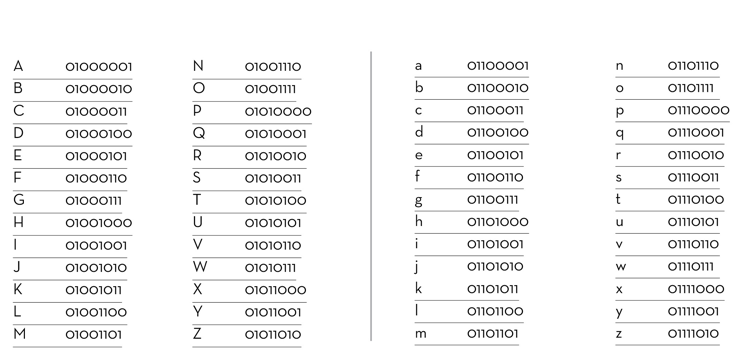 A 01000001 N 01001110 a 01100001 n 01101110
B 01000010 O 01001111 b 01100010 o 01101111
C 01000011 P 01010000 c 01100011 p 01110000
D 01000100 Q 01010001 d 01100100 q 01110001
E 01000101 R 01010010 e 01100101 r 01110010
F 01000110 S 01010011 f 01100110 s 01110011
G 01000111 T 01010100 g 01100111 t 01110100
H 01001000 U 01010101 h 01101000 u 01110101
I 01001001 V 01010110 i 01101001 v 01110110
J 01001010 W 01010111 j 01101010 w 01110111
K 01001011 X 01011000 k 01101011 x 01111000
L 01001100 Y 01011001 l 01101100 y 01111001
M 01001101 Z 01011010 m 01101101 z 01111010